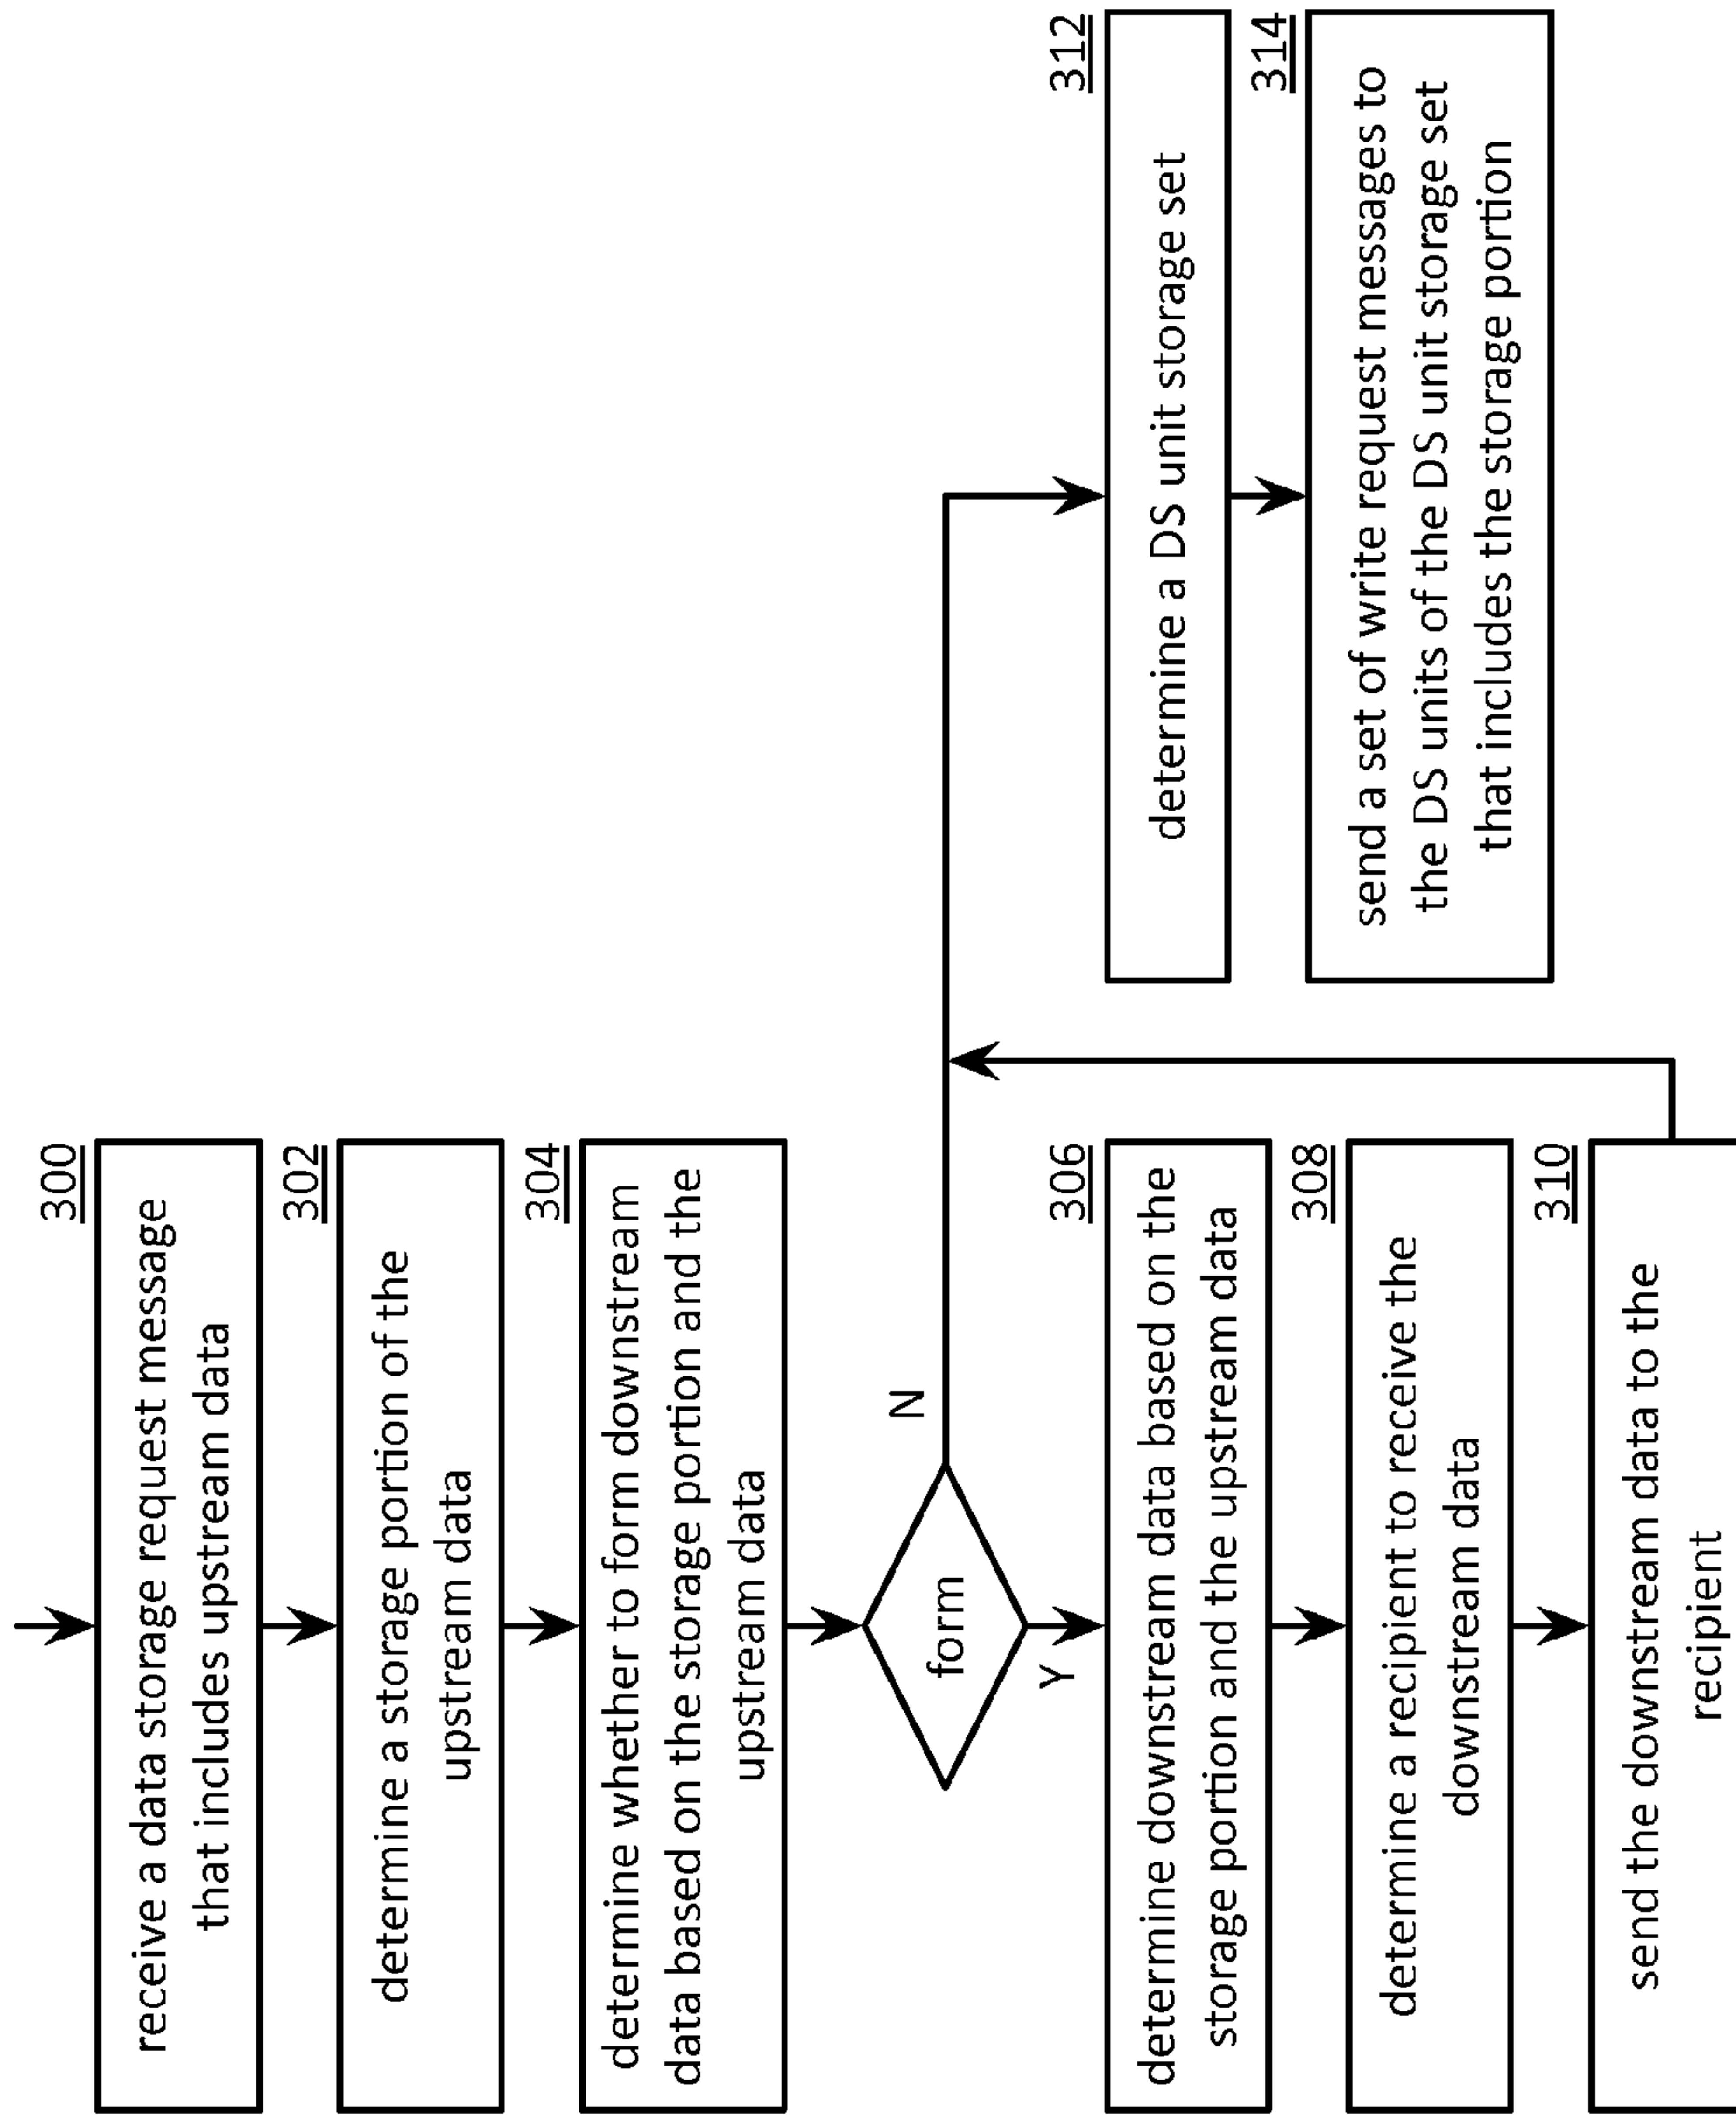 300
receive a data storage request message
that includes upstream data
302
determine a storage portion of the
upstream data
304
determine whether to form downstream
data based on the storage portion and the
upstream data
form
N
Y
306
determine downstream data based on the
storage portion and the upstream data
308
determine a recipient to receive the
downstream data
310
send the downstream data to the
recipient
312
determine a DS unit storage set
314
send a set of write request messages to
the DS units of the DS unit storage set
that includes the storage portion